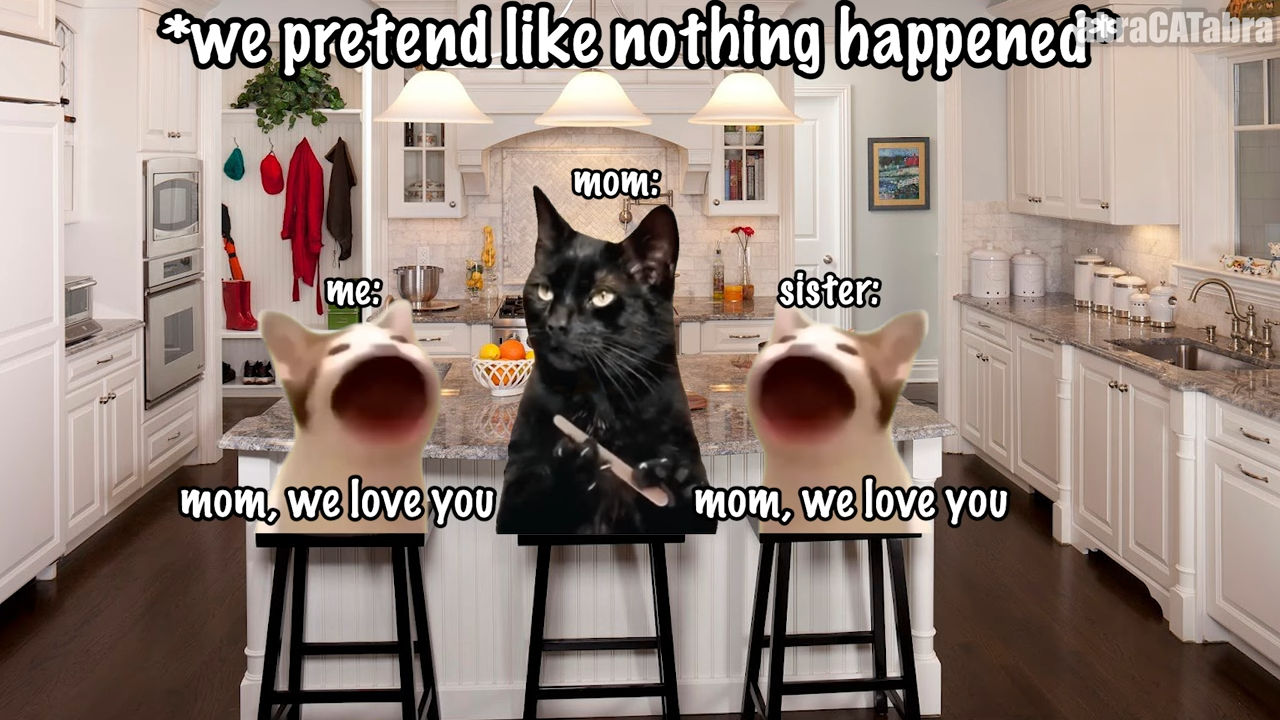 *we pretend like nothing happened*
mom:
me:
sister:
mom, we love you
mom, we love you